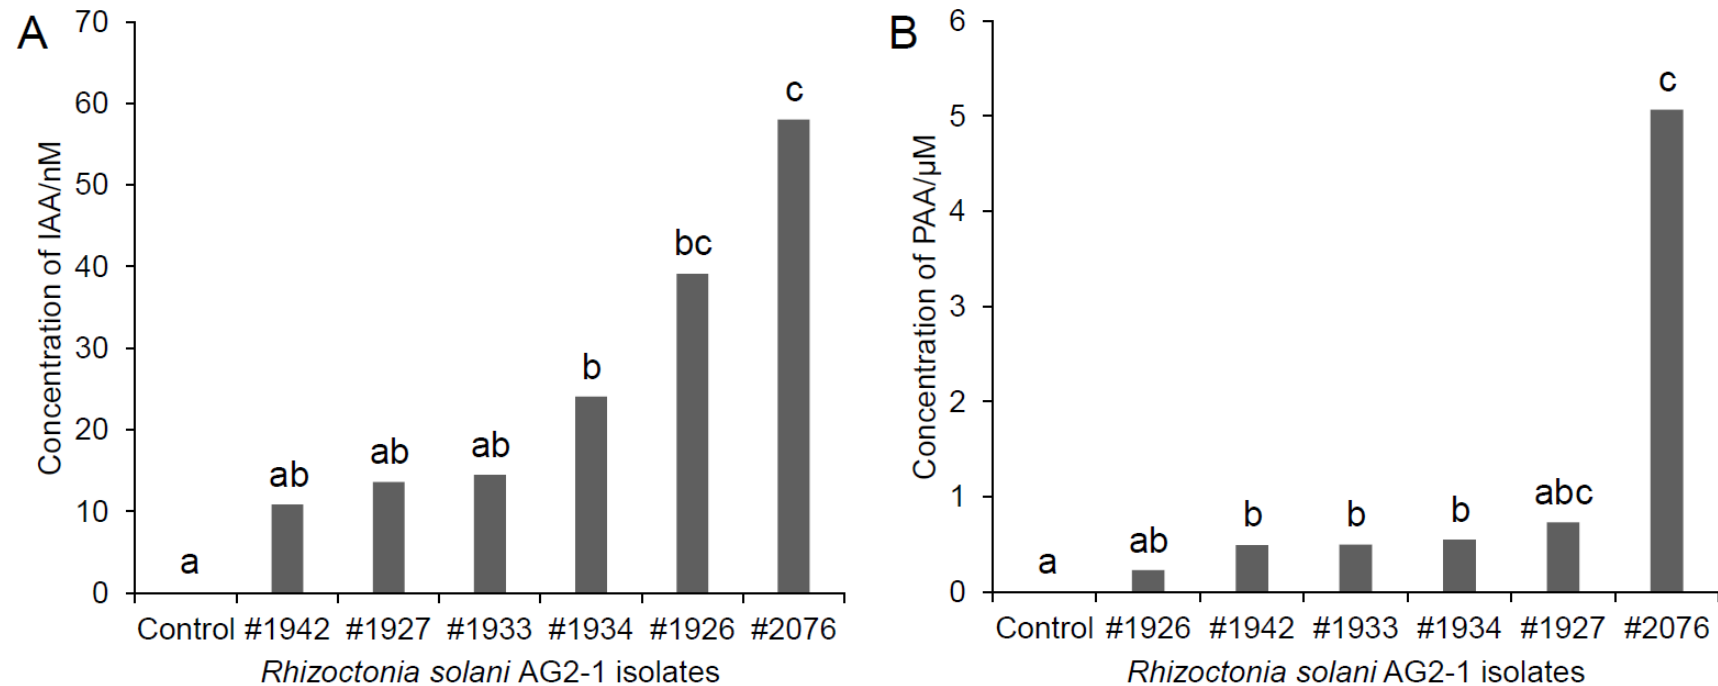 A
Concentration of IAA/nM
70
60
50
40
30
20
10
0
a
ab
ab
ab
b
bc
c
Control #1942 #1927 #1933 #1934 #1926 #2076
Rhizoctonia solani AG2-1 isolates
B
Concentration of PAA/µM
6
5
4
3
2
1
0
a
ab
b
b
b
abc
c
Control #1926 #1942 #1933 #1934 #1927 #2076
Rhizoctonia solani AG2-1 isolates